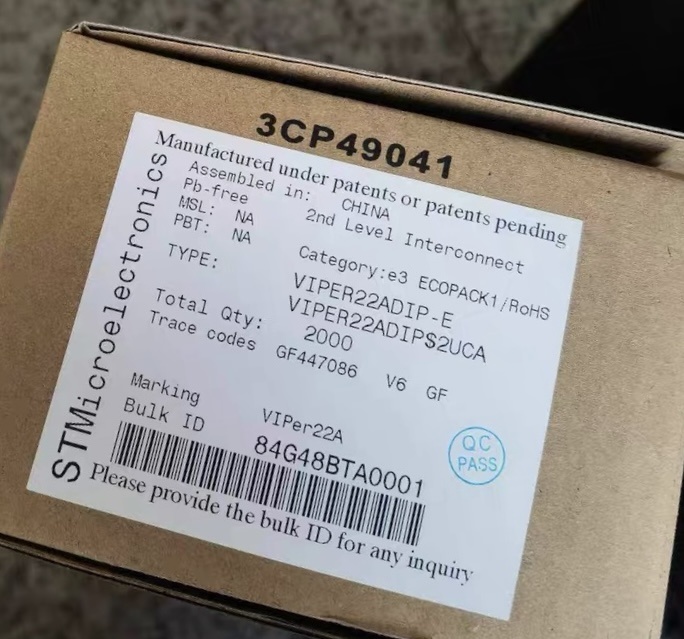 3CP49041
STMicroelectronics
Manufactured under patents or patents pending
Assembled in: CHINA
Pb-free 2nd Level Interconnect
MSL: NA
PBT: NA Category:e3 ECOPACK1/RoHS
TYPE: VIPER22ADIP-E
VIPER22ADIP$2UCA
Total Qty: 2000
Trace codes GF447086 V6 GF
Marking VIPer22A
Bulk ID 84G48BTA0001
QC
PASS
Please provide the bulk ID for any inquiry